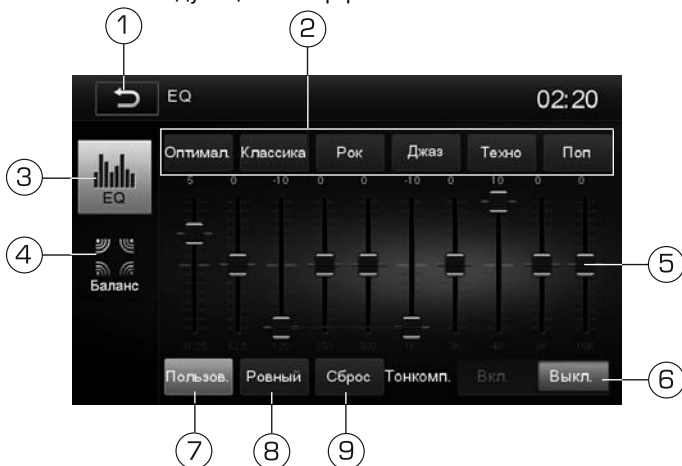 1
2
EQ
02:20
Оптимал.
Классика
Рок
Джаз
Техно
Поп
5 0 -10 0 0 -10 0 10 0 0
3
EQ
4
Баланс
5
Пользов.
Ровный
Сброс
Тонкомп.
Вкл.
Выкл.
6
7
8
9